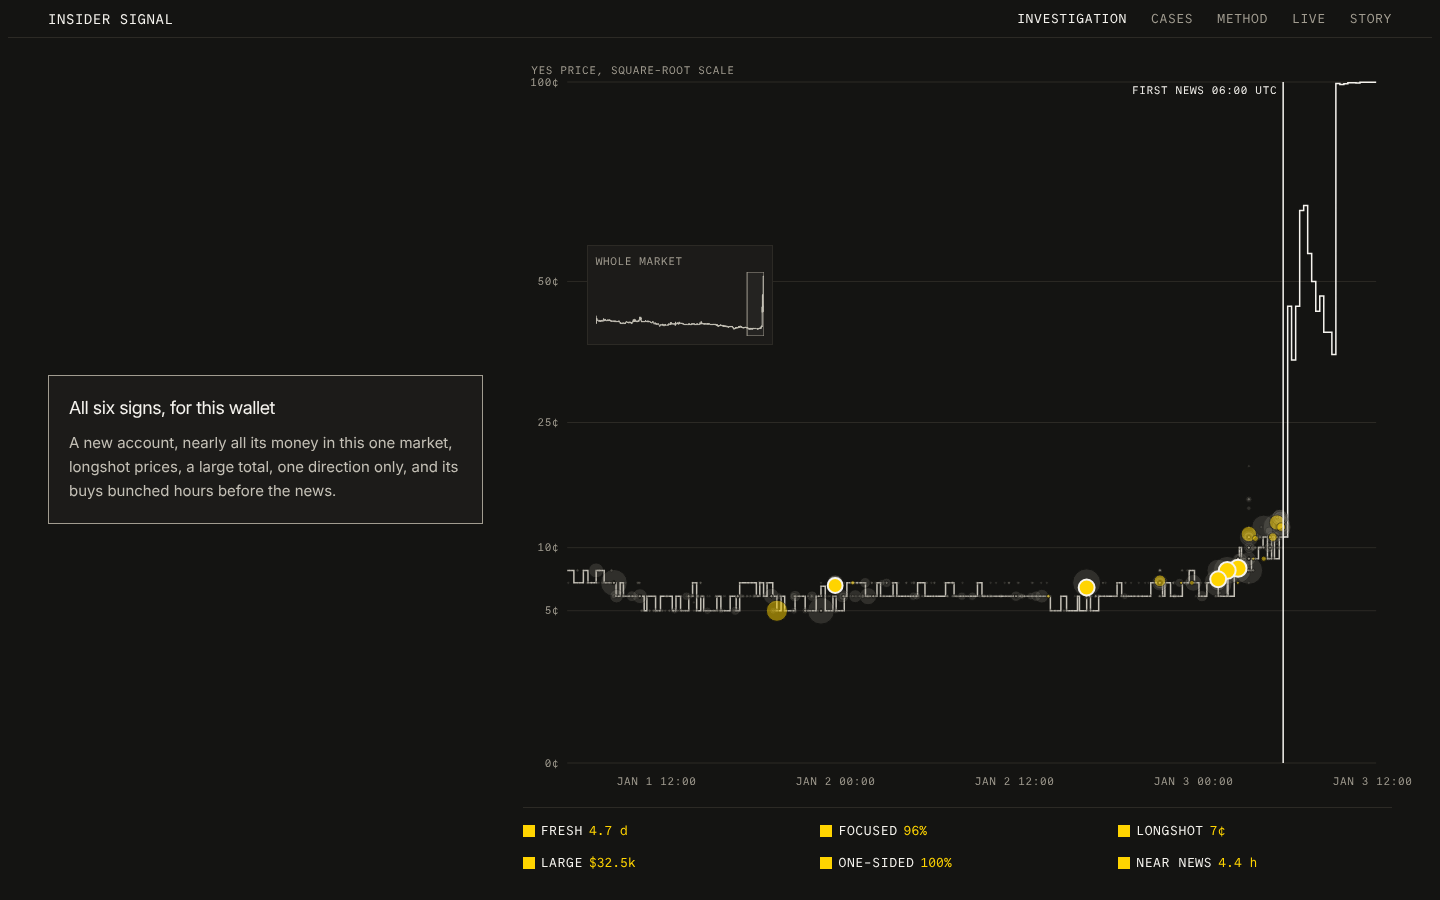 INSIDER SIGNAL
INVESTIGATION CASES METHOD LIVE STORY
YES PRICE, SQUARE-ROOT SCALE
100¢
FIRST NEWS 06:00 UTC
WHOLE MARKET
50¢
All six signs, for this wallet
A new account, nearly all its money in this one market,
longshot prices, a large total, one direction only, and its
buys bunched hours before the news.
25¢
10¢
5¢
0¢
JAN 1 12:00 JAN 2 00:00 JAN 2 12:00 JAN 3 00:00 JAN 3 12:00
FRESH 4.7 d FOCUSED 96% LONGSHOT 7¢
LARGE $32.5k ONE-SIDED 100% NEAR NEWS 4.4 h